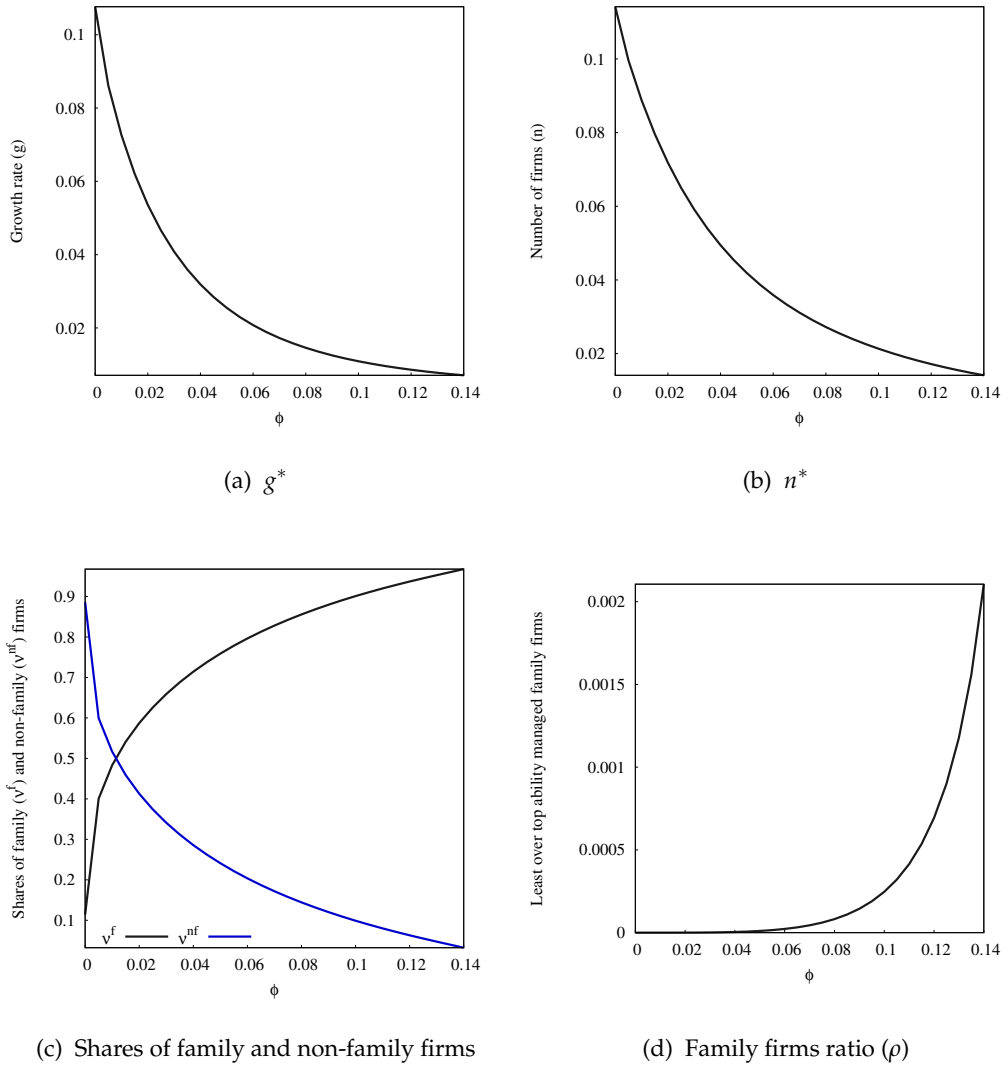 0.1
0.08
0.06
0.04
0.02
Growth rate (g)
0 0.02 0.04 0.06 0.08 0.1 0.12 0.14
ϕ
(a) g*
0.1
0.08
0.06
0.04
0.02
Number of firms (n)
0 0.02 0.04 0.06 0.08 0.1 0.12 0.14
ϕ
(b) n*
0.9
0.8
0.7
0.6
0.5
0.4
0.3
0.2
0.1
Shares of family (ν^f) and non-family (ν^nf) firms
ν^f ν^nf
0 0.02 0.04 0.06 0.08 0.1 0.12 0.14
ϕ
(c) Shares of family and non-family firms
0.002
0.0015
0.001
0.0005
0
Least over top ability managed family firms
0 0.02 0.04 0.06 0.08 0.1 0.12 0.14
ϕ
(d) Family firms ratio (ρ)